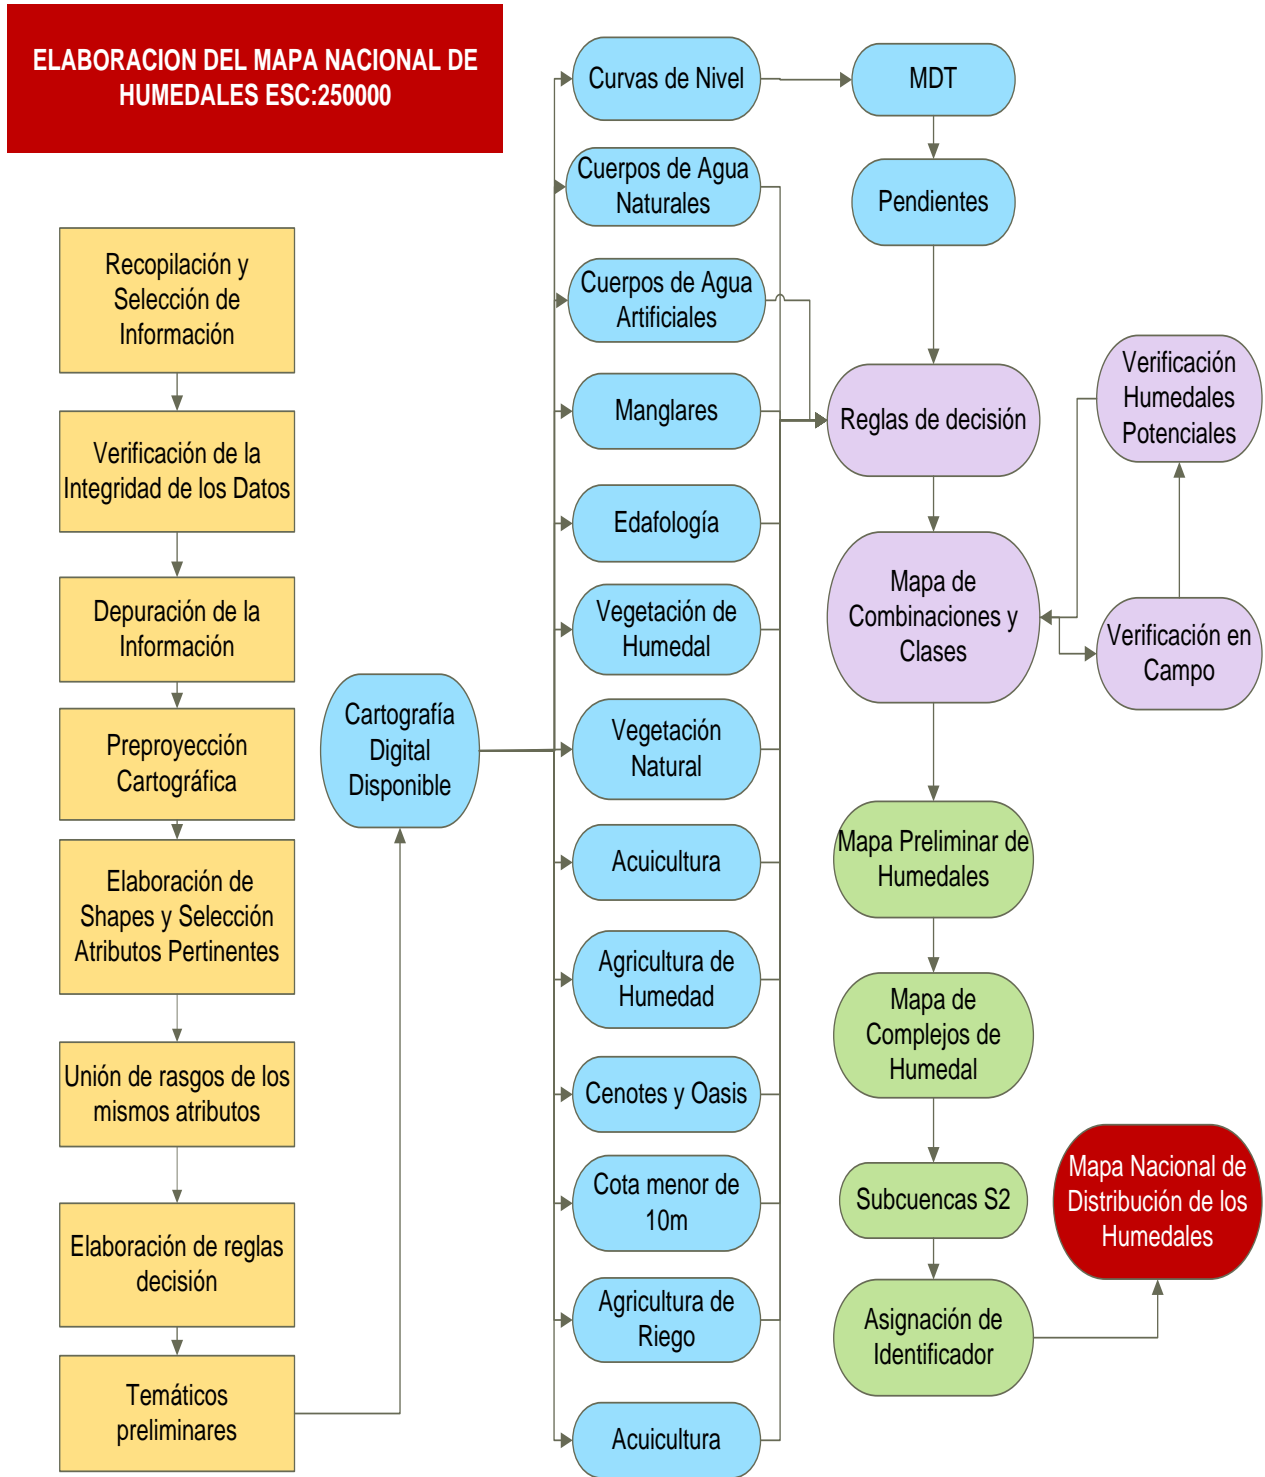 ELABORACION DEL MAPA NACIONAL DE
HUMEDALES ESC:250000
Recopilación y
Selección de
Información
Verificación de la
Integridad de los Datos
Depuración de la
Información
Preproyección
Cartográfica
Elaboración de
Shapes y Selección
Atributos Pertinentes
Unión de rasgos de los
mismos atributos
Elaboración de reglas
decisión
Temáticos
preliminares
Cartografía
Digital
Disponible
Curvas de Nivel
Cuerpos de Agua
Naturales
Cuerpos de Agua
Artificiales
Manglares
Edafología
Vegetación de
Humedal
Vegetación
Natural
Acuicultura
Agricultura de
Humedad
Cenotes y Oasis
Cota menor de
10m
Agricultura de
Riego
Acuicultura
MDT
Pendientes
Reglas de decisión
Mapa de
Combinaciones y
Clases
Verificación
Humedales
Potenciales
Verificación en
Campo
Mapa Preliminar de
Humedales
Mapa de
Complejos de
Humedal
Subcuencas S2
Asignación de
Identificador
Mapa Nacional de
Distribución de los
Humedales